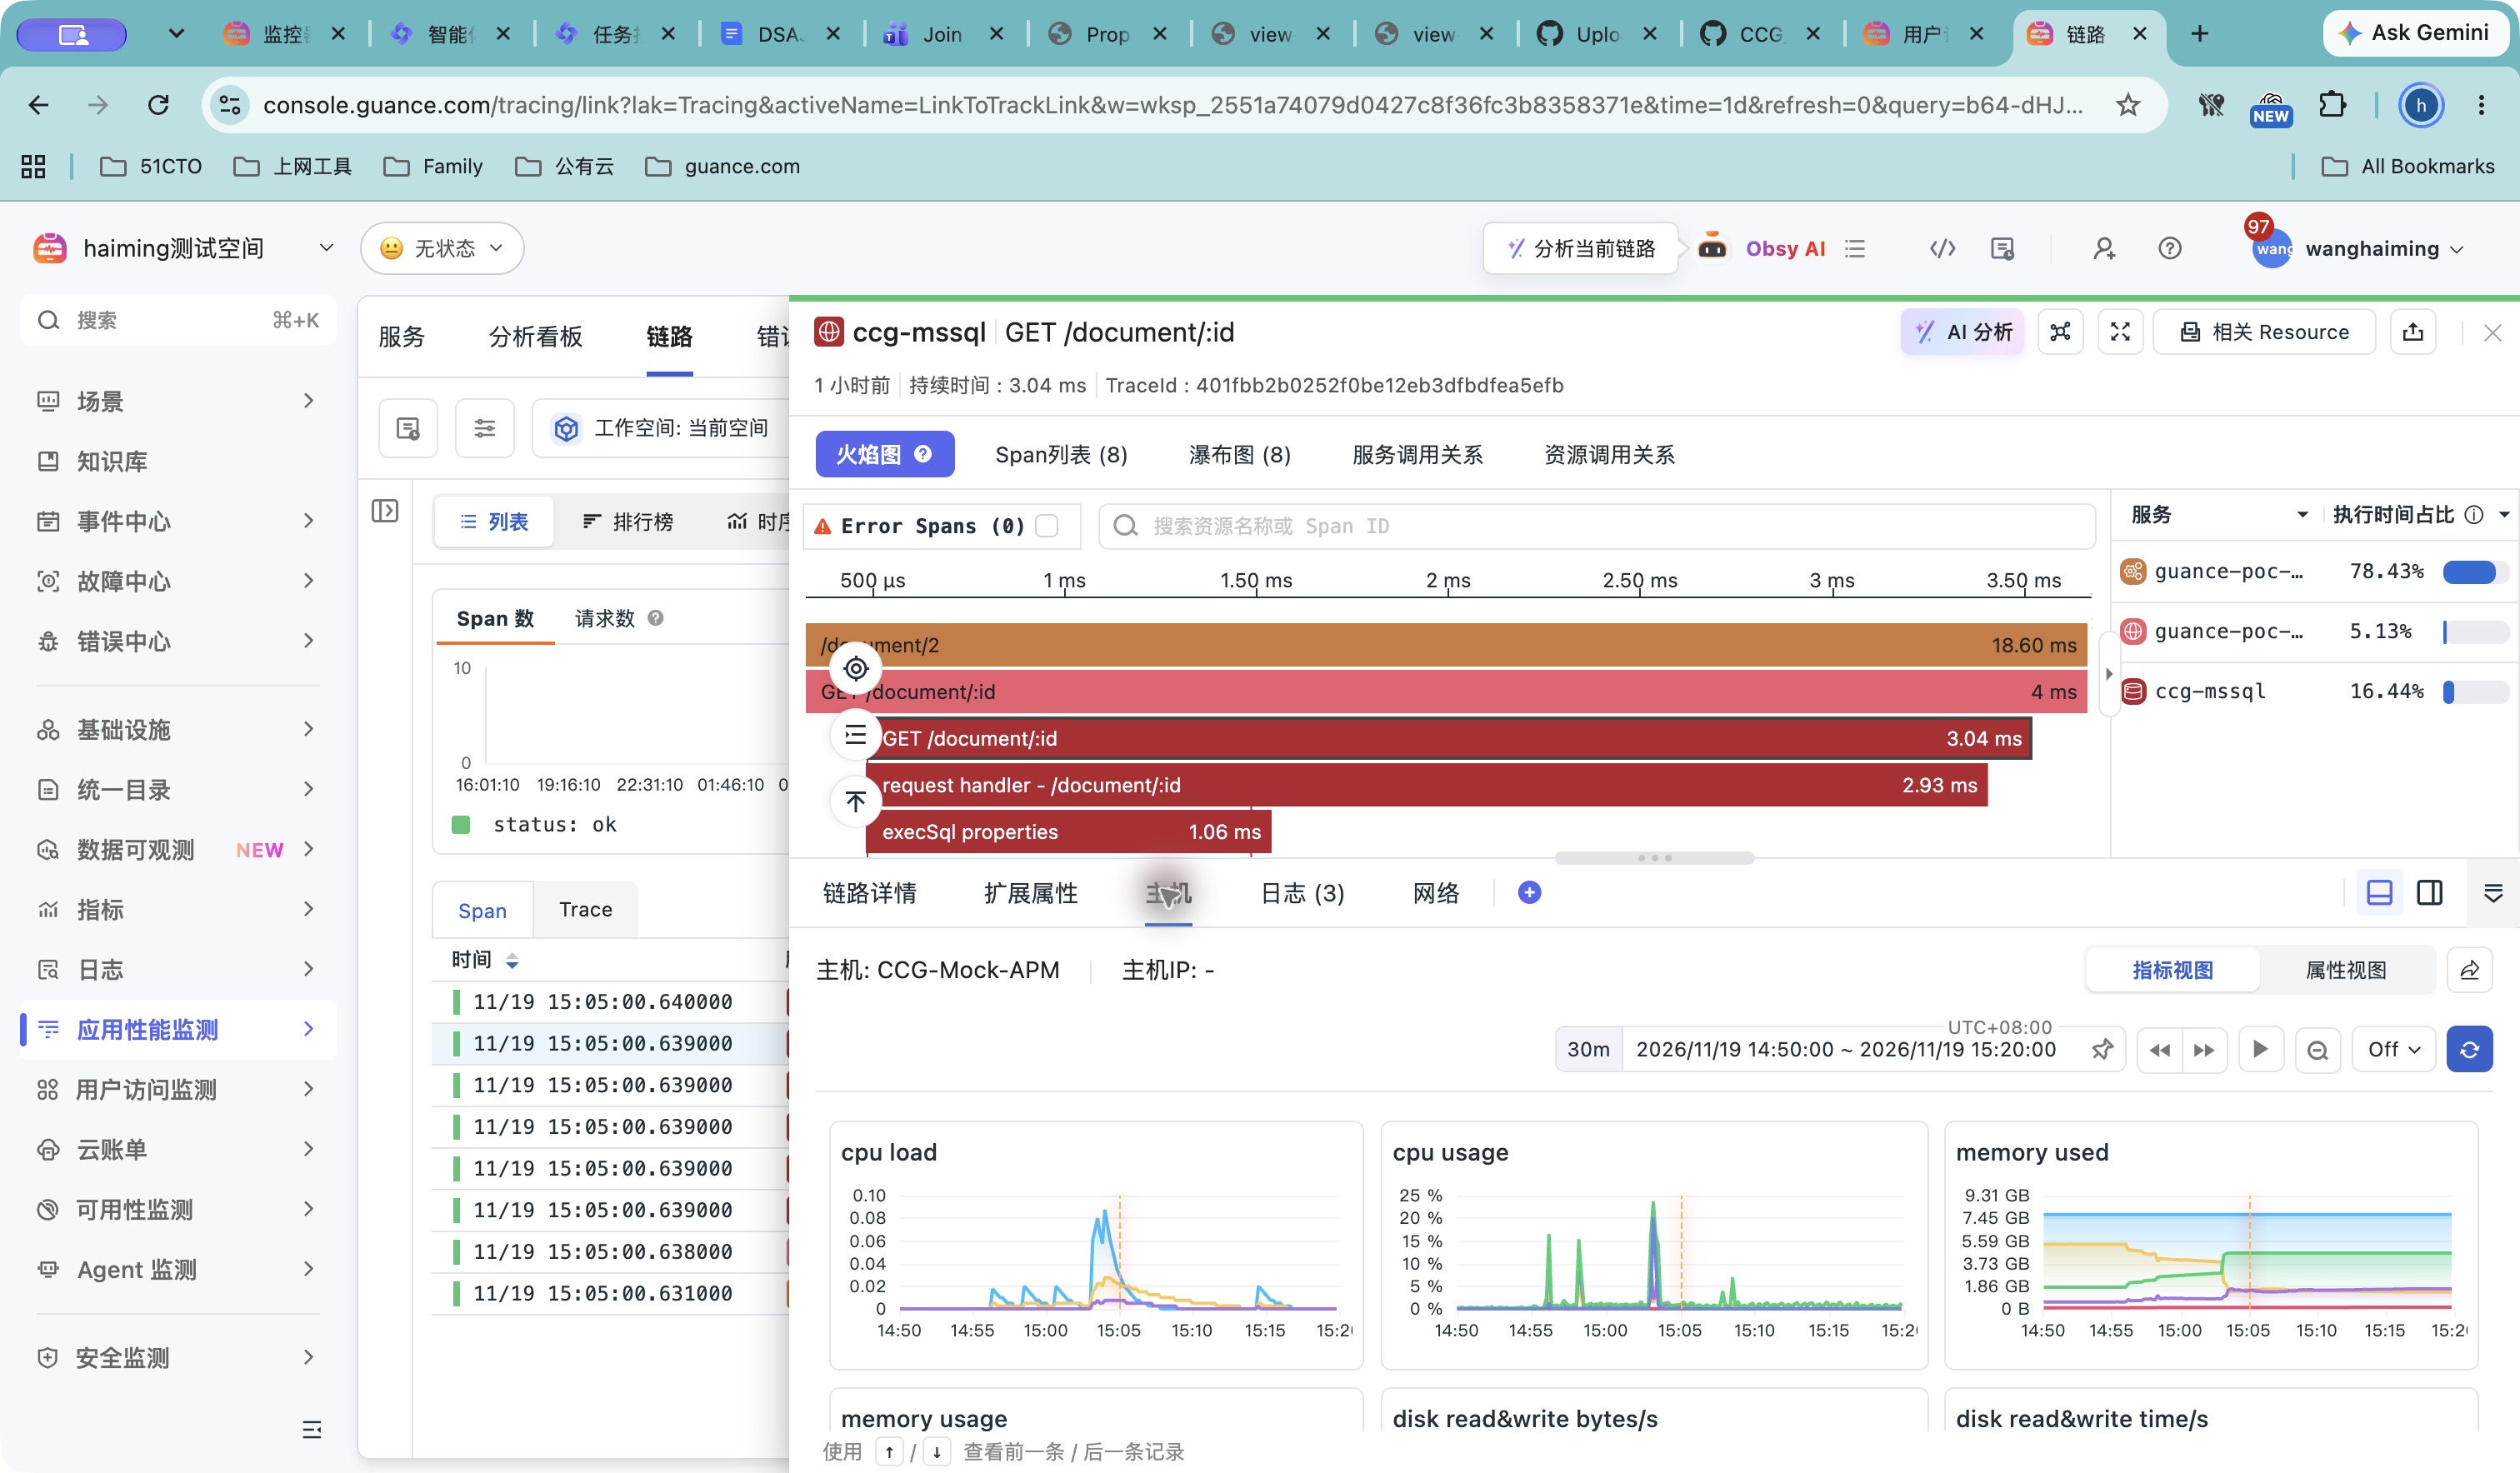 监控
智能
任务
DSA
Join
Prop
view
view
Uplo
CCG
用户
链路
Ask Gemini
console.guance.com/tracing/link?lak=Tracing&activeName=LinkToTrackLink&w=wksp_2551a74079d0427c8f36fc3b8358371e&time=1d&refresh=0&query=b64-dHJ...
NEW
h
51CTO
上网工具
Family
公有云
guance.com
All Bookmarks
haiming测试空间
无状态
分析当前链路
Obsy AI
97
wang
wanghaiming
搜索
⌘+K
场景
知识库
事件中心
故障中心
错误中心
基础设施
统一目录
数据可观测 NEW
指标
日志
应用性能监测
用户访问监测
云账单
可用性监测
Agent 监测
安全监测
服务
分析看板
链路
工作空间: 当前空间
列表
排行榜
时序
Span 数
请求数
10
0
16:01:10 19:16:10 22:31:10 01:46:10 0
status: ok
Span
Trace
时间
11/19 15:05:00.640000
11/19 15:05:00.639000
11/19 15:05:00.639000
11/19 15:05:00.639000
11/19 15:05:00.639000
11/19 15:05:00.639000
11/19 15:05:00.638000
11/19 15:05:00.631000
ccg-mssql GET /document/:id
AI 分析
相关 Resource
1 小时前 持续时间 : 3.04 ms TraceId : 401fbb2b0252f0be12eb3dfbdfea5efb
火焰图
Span列表 (8)
瀑布图 (8)
服务调用关系
资源调用关系
Error Spans (0)
搜索资源名称或 Span ID
500 µs 1 ms 1.50 ms 2 ms 2.50 ms 3 ms 3.50 ms
/document/2 18.60 ms
GET /document/:id 4 ms
GET /document/:id 3.04 ms
request handler - /document/:id 2.93 ms
execSql properties 1.06 ms
服务 执行时间占比
guance-poc-... 78.43%
guance-poc-... 5.13%
ccg-mssql 16.44%
链路详情
扩展属性
主机
日志 (3)
网络
主机: CCG-Mock-APM 主机IP: -
指标视图
属性视图
UTC+08:00
30m 2026/11/19 14:50:00 ~ 2026/11/19 15:20:00
Off
cpu load
0.10
0.08
0.06
0.04
0.02
0
14:50 14:55 15:00 15:05 15:10 15:15 15:20
cpu usage
25 %
20 %
15 %
10 %
5 %
0 %
14:50 14:55 15:00 15:05 15:10 15:15 15:20
memory used
9.31 GB
7.45 GB
5.59 GB
3.73 GB
1.86 GB
0 B
14:50 14:55 15:00 15:05 15:10 15:15 15:20
memory usage
disk read&write bytes/s
disk read&write time/s
使用 ↑ / ↓ 查看前一条 / 后一条记录